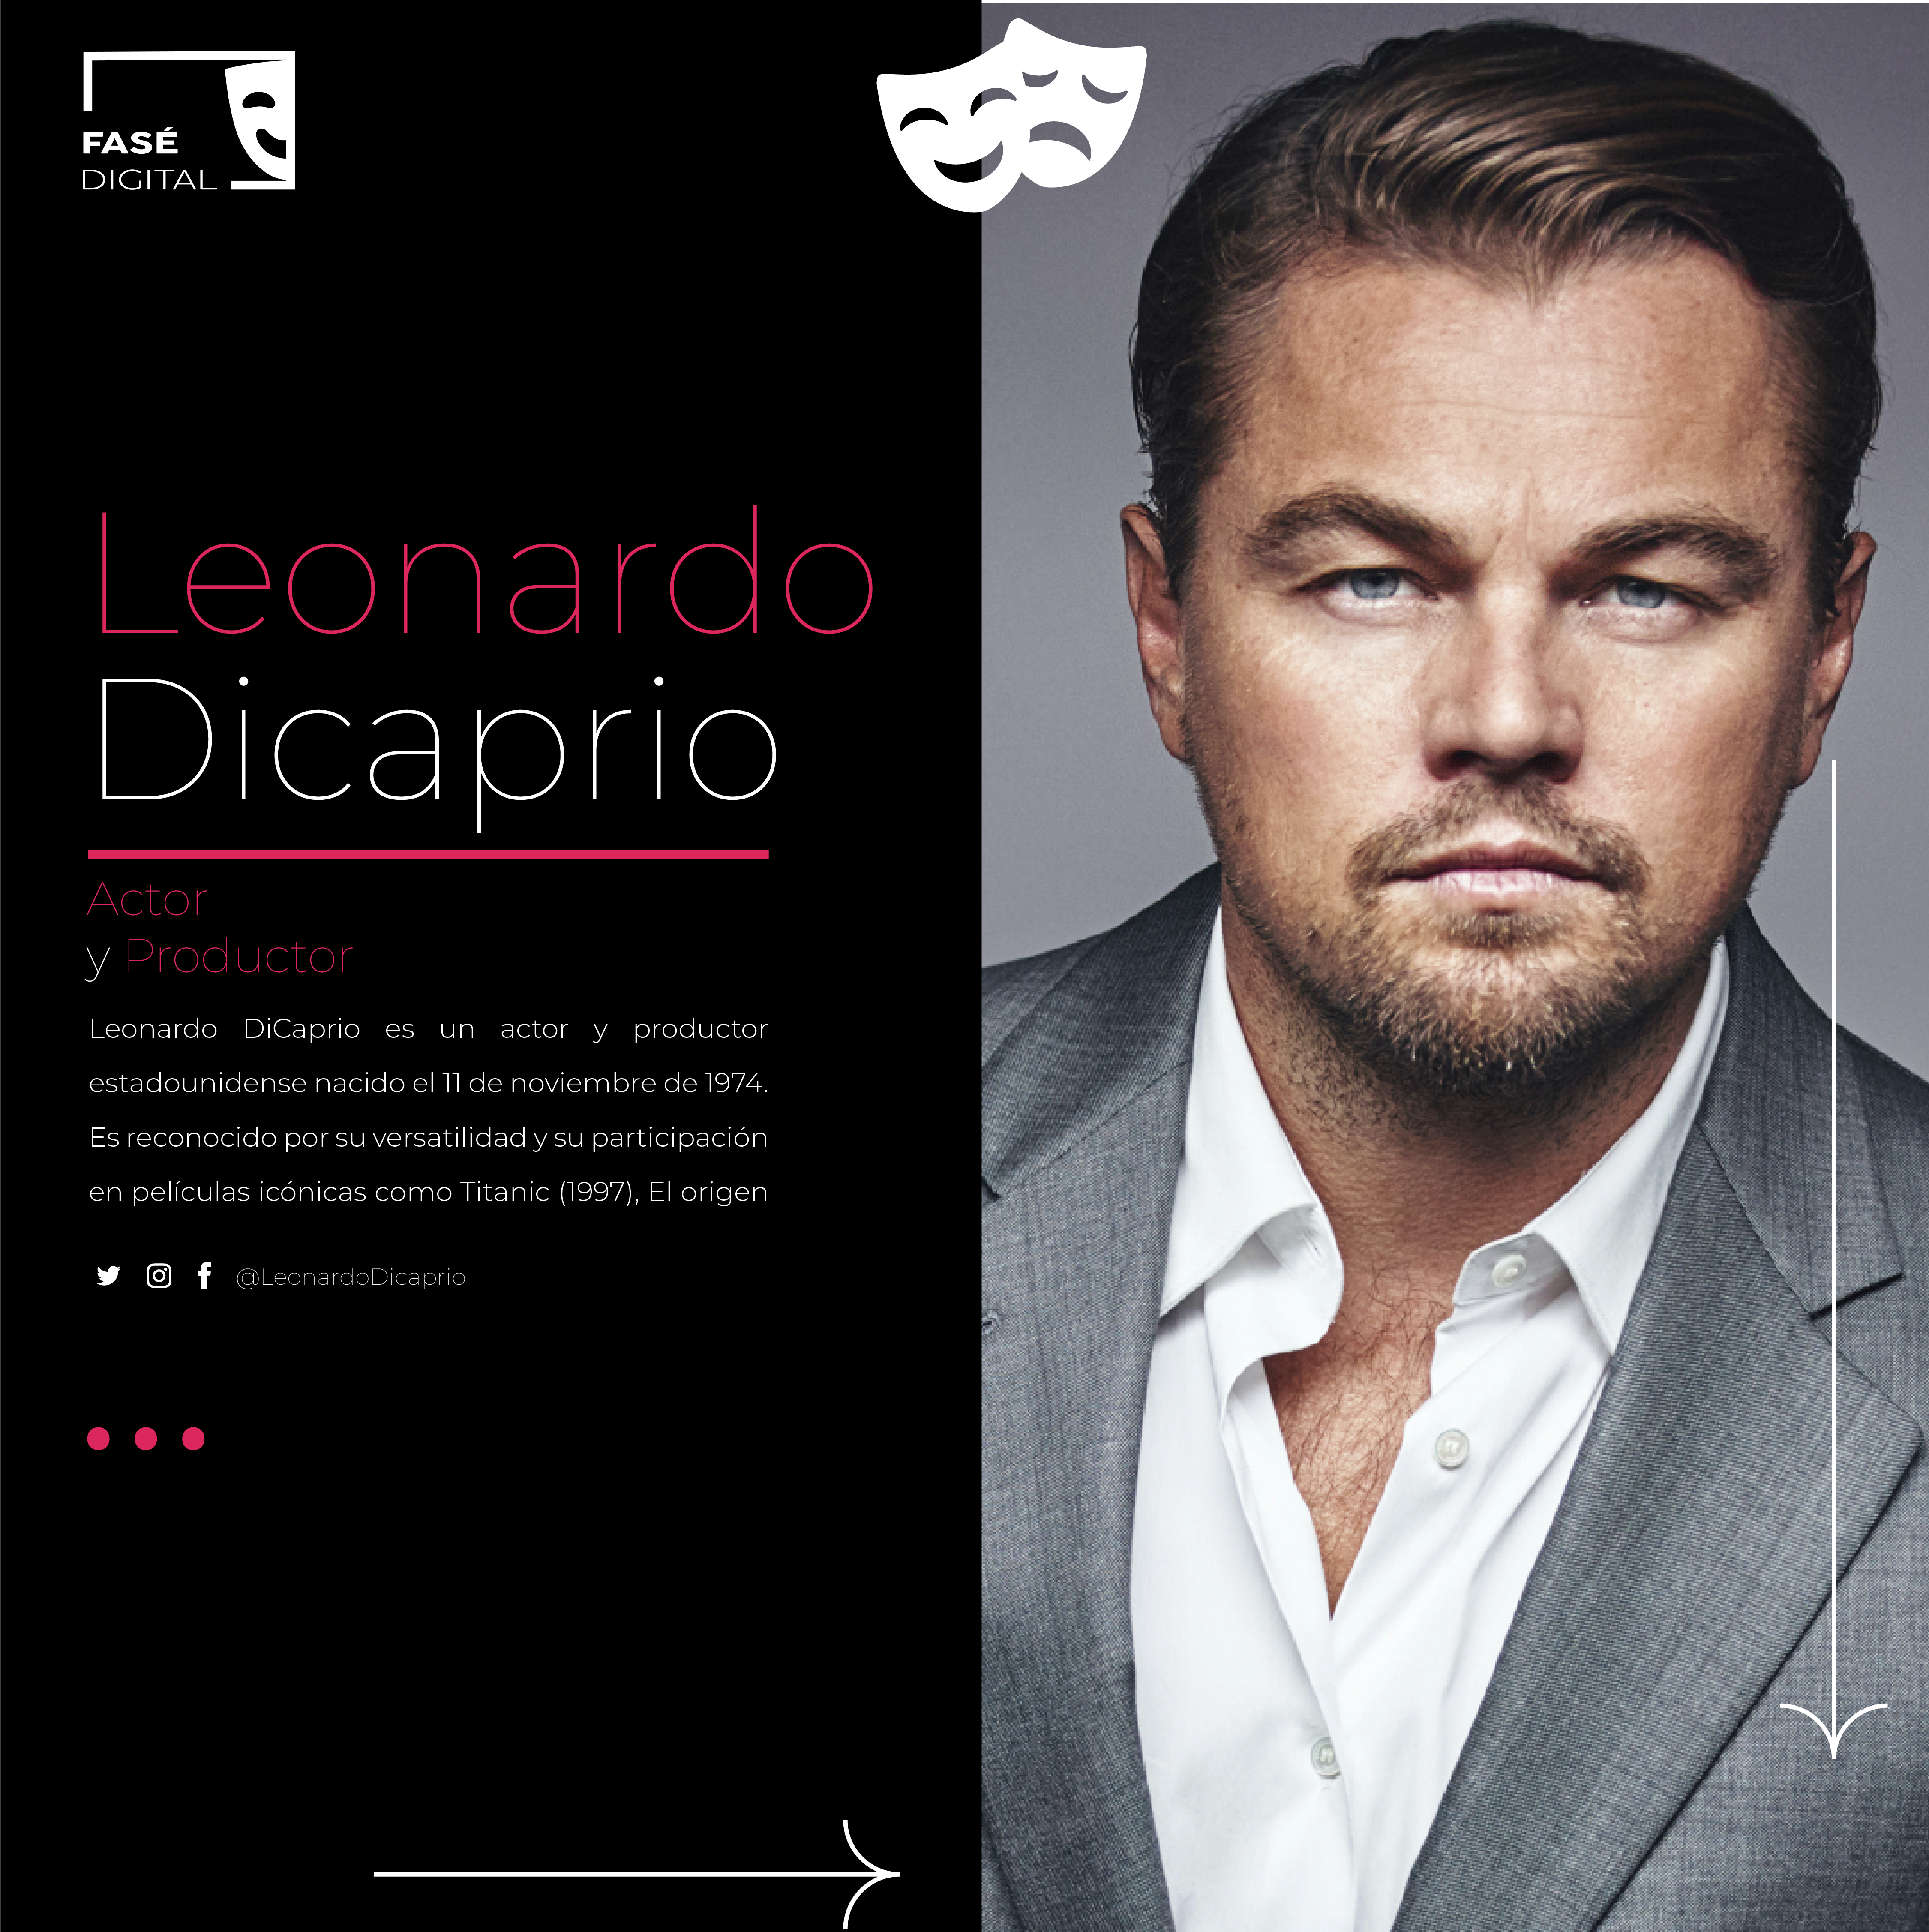 FASÉ
DIGITAL
Leonardo
Dicaprio
Actor
y Productor
Leonardo DiCaprio es un actor y productor
estadounidense nacido el 11 de noviembre de 1974.
Es reconocido por su versatilidad y su participación
en películas icónicas como Titanic (1997), El origen
@LeonardoDicaprio